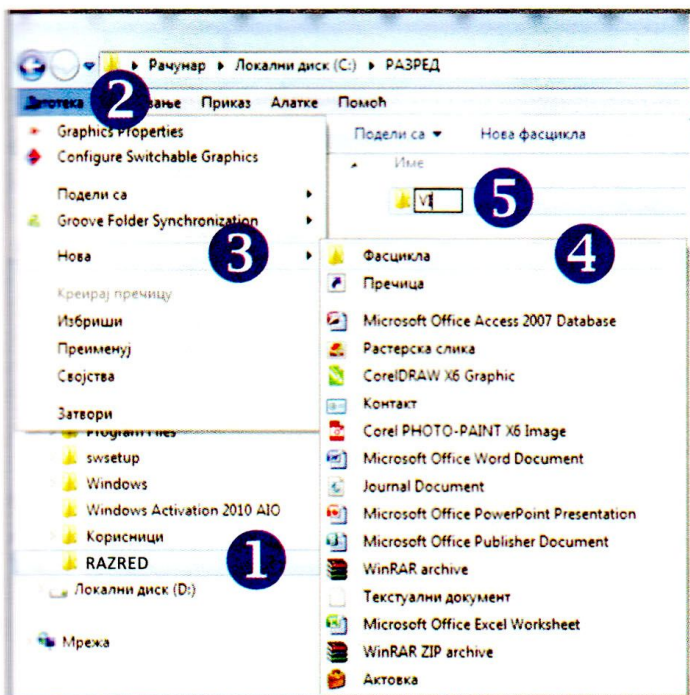 Рачунар ▸ Локални диск (C:) ▸ РАЗРЕД
Датотека 2 вање Приказ Алатке Помоћ
Graphics Properties
Configure Switchable Graphics
Подели са
Groove Folder Synchronization
Нова
3
Креирај пречицу
Избриши
Преименуј
Својства
Затвори
Подели са Нова фасцикла
Име
VI 5
Фасцикла 4
Пречица
Microsoft Office Access 2007 Database
Растерска слика
CorelDRAW X6 Graphic
Контакт
Corel PHOTO-PAINT X6 Image
Microsoft Office Word Document
Journal Document
Microsoft Office PowerPoint Presentation
Microsoft Office Publisher Document
WinRAR archive
Текстуални документ
Microsoft Office Excel Worksheet
WinRAR ZIP archive
Актовка
Program Files
swsetup
Windows
Windows Activation 2010 AIO
Корисници
RAZRED 1
Локални диск (D:)
Мрежа